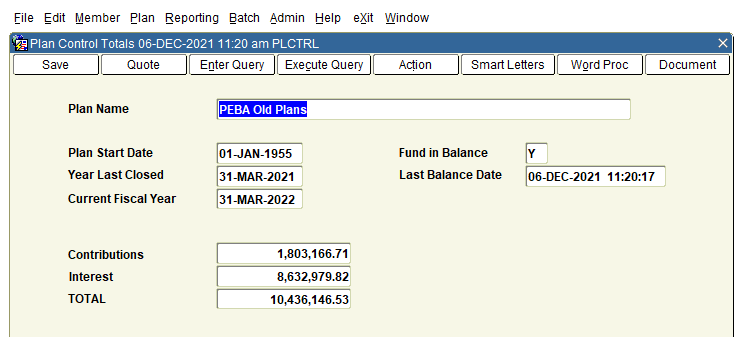 File Edit Member Plan Reporting Batch Admin Help eXit Window
Plan Control Totals 06-DEC-2021 11:20 am PLCTRL
Save Quote Enter Query Execute Query Action Smart Letters Word Proc Document
Plan Name PEBA Old Plans
Plan Start Date 01-JAN-1955 Fund in Balance Y
Year Last Closed 31-MAR-2021 Last Balance Date 06-DEC-2021 11:20:17
Current Fiscal Year 31-MAR-2022
Contributions 1,803,166.71
Interest 8,632,979.82
TOTAL 10,436,146.53